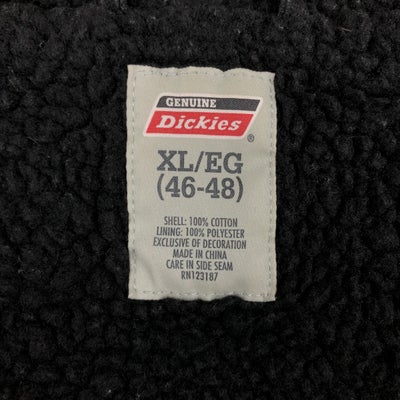 GENUINE
Dickies®
XL/EG
(46-48)
SHELL: 100% COTTON
LINING: 100% POLYESTER
EXCLUSIVE OF DECORATION
MADE IN CHINA
CARE IN SIDE SEAM
RN123187